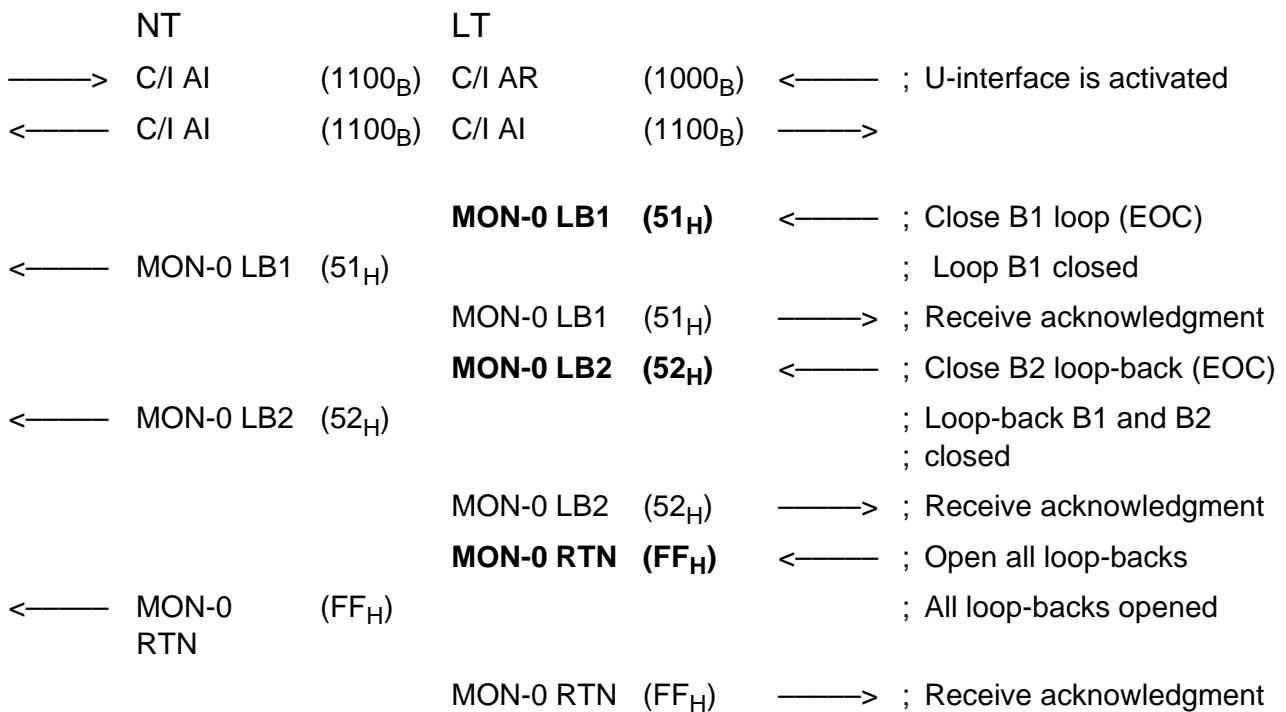 NT LT
–––––> C/I AI (1100B) C/I AR (1000B) <––––– ; U-interface is activated
<––––– C/I AI (1100B) C/I AI (1100B) –––––>
MON-0 LB1 (51H) <––––– ; Close B1 loop (EOC)
<––––– MON-0 LB1 (51H) ; Loop B1 closed
MON-0 LB1 (51H) –––––> ; Receive acknowledgment
MON-0 LB2 (52H) <––––– ; Close B2 loop-back (EOC)
<––––– MON-0 LB2 (52H) ; Loop-back B1 and B2
; closed
MON-0 LB2 (52H) –––––> ; Receive acknowledgment
MON-0 RTN (FFH) <––––– ; Open all loop-backs
<––––– MON-0 (FFH) ; All loop-backs opened
RTN
MON-0 RTN (FFH) –––––> ; Receive acknowledgment